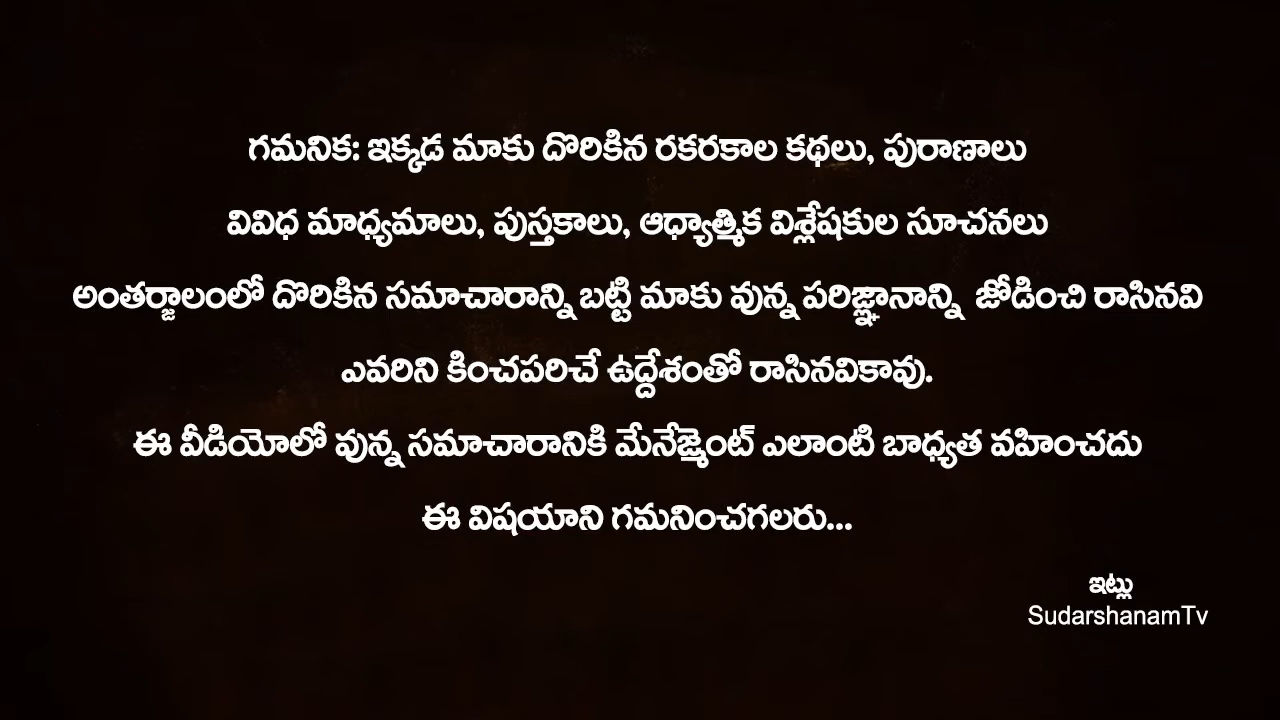 గమనిక: ఇక్కడ మాకు దొరికిన రకరకాల కథలు, పురాణాలు
వివిధ మాధ్యమాలు, పుస్తకాలు, ఆధ్యాత్మిక విశ్లేషకుల సూచనలు
అంతర్జాలంలో దొరికిన సమాచారాన్ని బట్టి మాకు వున్న పరిజ్ఞానాన్ని జోడించి రాసినవి
ఎవరిని కించపరిచే ఉద్దేశంతో రాసినవికావు.
ఈ వీడియోలో వున్న సమాచారానికి మేనేజ్మెంట్ ఎలాంటి బాధ్యత వహించదు
ఈ విషయాని గమనించగలరు...
ఇట్లు
SudarshanamTv